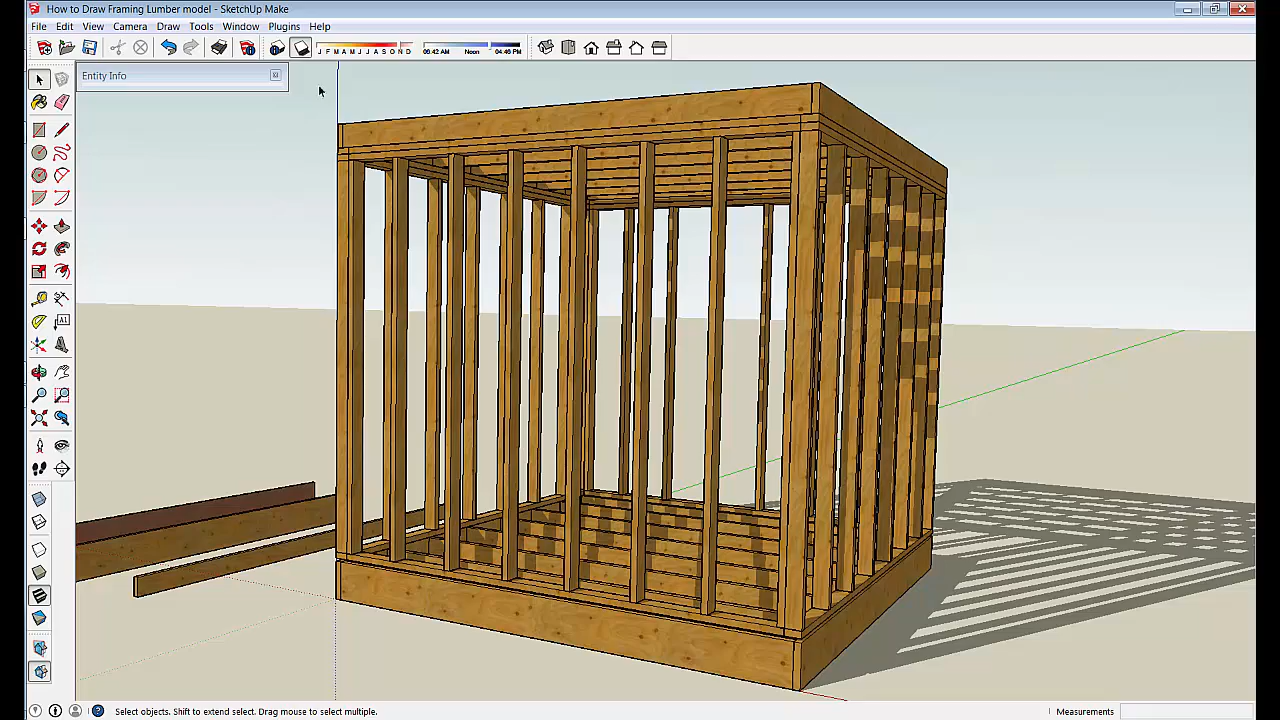 How to Draw Framing Lumber model - SketchUp Make
File Edit View Camera Draw Tools Window Plugins Help
J F M A M J J A S O N D 06:42 AM Noon 04:46 PM
Entity Info
A1
Select objects. Shift to extend select. Drag mouse to select multiple. Measurements